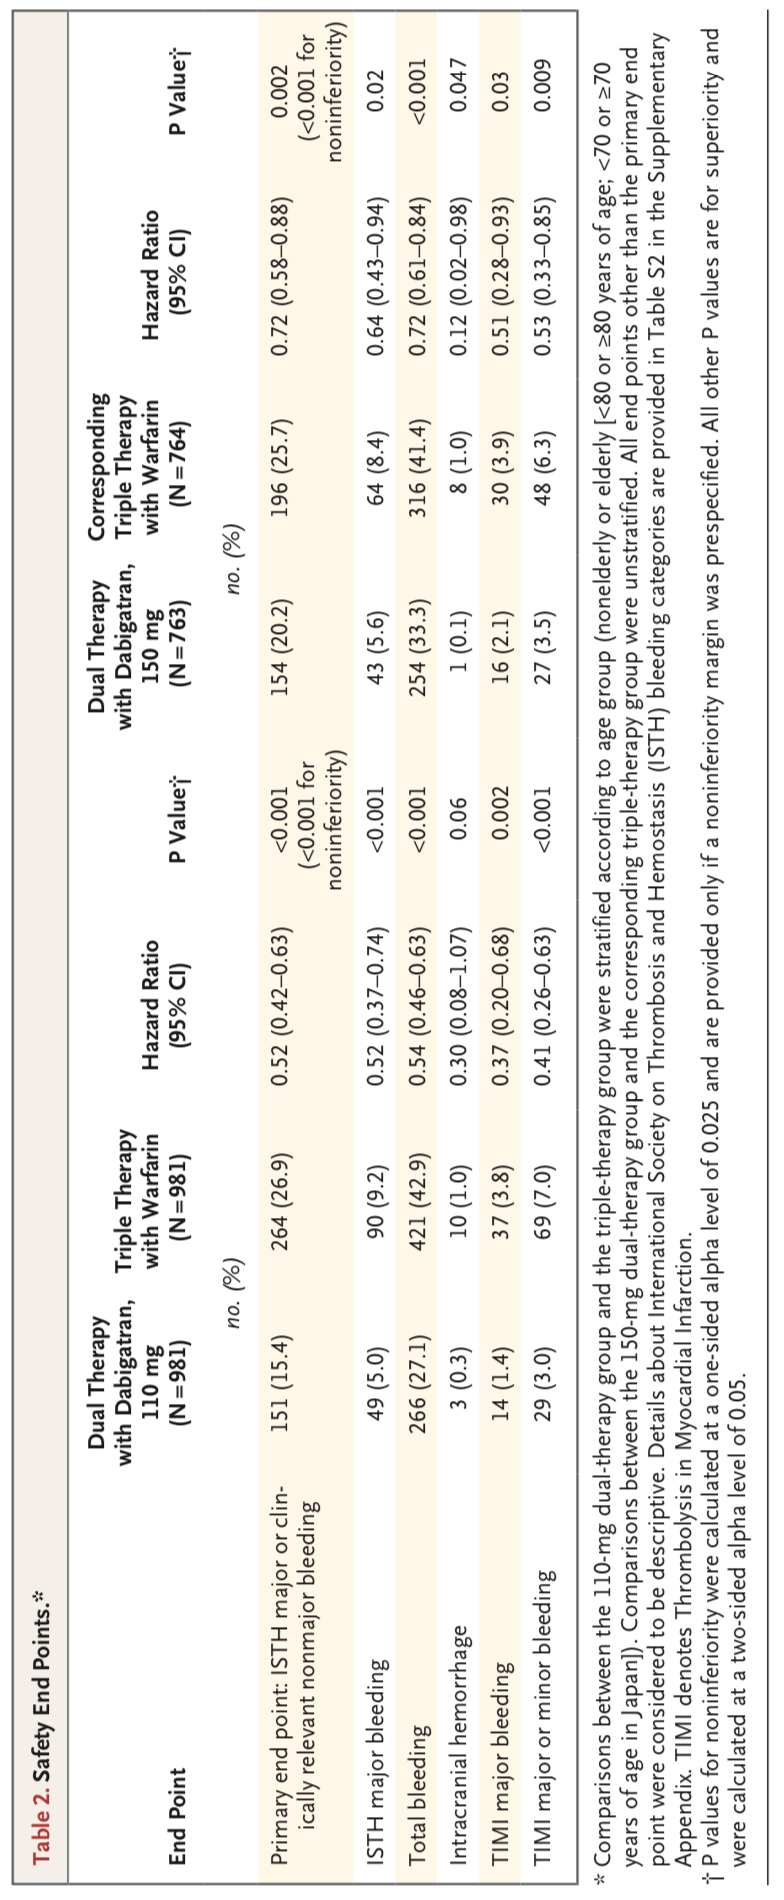 Table 2. Safety End Points.*
End Point Dual Therapy with Dabigatran, 110 mg (N=981) Triple Therapy with Warfarin (N=981) Hazard Ratio (95% CI) P Value† Dual Therapy with Dabigatran, 150 mg (N=763) Corresponding Triple Therapy with Warfarin (N=764) Hazard Ratio (95% CI) P Value†
no. (%) no. (%)
Primary end point: ISTH major or clin- 151 (15.4) 264 (26.9) 0.52 (0.42–0.63) <0.001 154 (20.2) 196 (25.7) 0.72 (0.58–0.88) 0.002
ically relevant nonmajor bleeding (<0.001 for noninferiority) (<0.001 for noninferiority)
ISTH major bleeding 49 (5.0) 90 (9.2) 0.52 (0.37–0.74) <0.001 43 (5.6) 64 (8.4) 0.64 (0.43–0.94) 0.02
Total bleeding 266 (27.1) 421 (42.9) 0.54 (0.46–0.63) <0.001 254 (33.3) 316 (41.4) 0.72 (0.61–0.84) <0.001
Intracranial hemorrhage 3 (0.3) 10 (1.0) 0.30 (0.08–1.07) 0.06 1 (0.1) 8 (1.0) 0.12 (0.02–0.98) 0.047
TIMI major bleeding 14 (1.4) 37 (3.8) 0.37 (0.20–0.68) 0.002 16 (2.1) 30 (3.9) 0.51 (0.28–0.93) 0.03
TIMI major or minor bleeding 29 (3.0) 69 (7.0) 0.41 (0.26–0.63) <0.001 27 (3.5) 48 (6.3) 0.53 (0.33–0.85) 0.009
* Comparisons between the 110-mg dual-therapy group and the triple-therapy group were stratified according to age group (nonelderly or elderly [<80 or ≥80 years of age; <70 or ≥70
years of age in Japan]). Comparisons between the 150-mg dual-therapy group and the corresponding triple-therapy group were unstratified. All end points other than the primary end
point were considered to be descriptive. Details about International Society on Thrombosis and Hemostasis (ISTH) bleeding categories are provided in Table S2 in the Supplementary
Appendix. TIMI denotes Thrombolysis in Myocardial Infarction.
† P values for noninferiority were calculated at a one-sided alpha level of 0.025 and are provided only if a noninferiority margin was prespecified. All other P values are for superiority and
were calculated at a two-sided alpha level of 0.05.